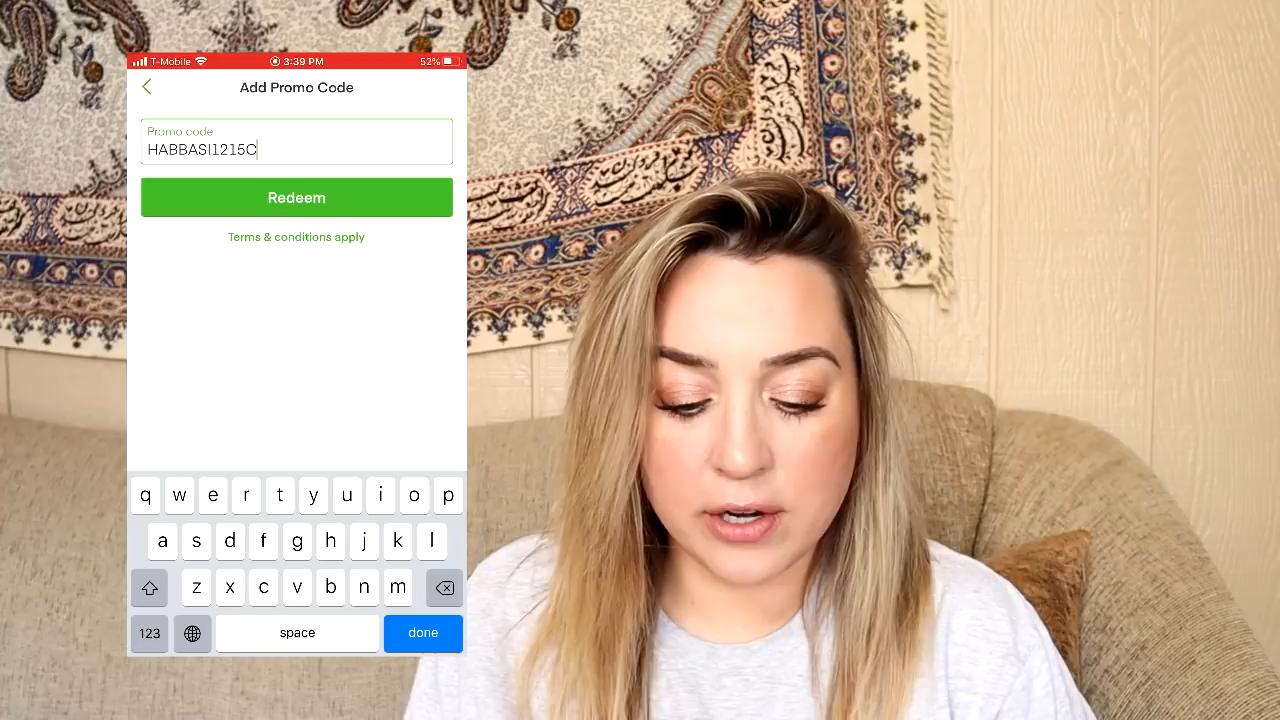 T-Mobile 3:39 PM 52%
Add Promo Code
Promo code
HABBASI1215C
Redeem
Terms & conditions apply
q w e r t y u i o p
a s d f g h j k l
z x c v b n m
123 space done